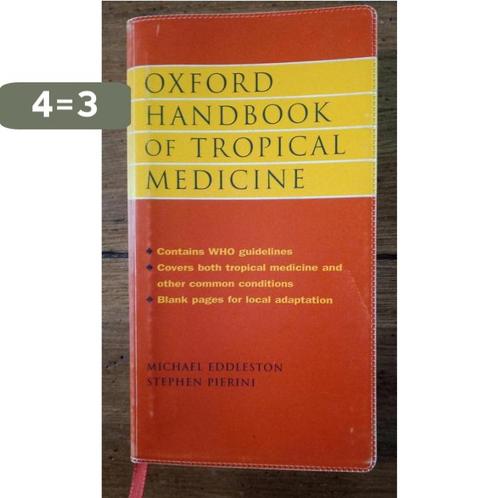 4=3
OXFORD
HANDBOOK
OF TROPICAL
MEDICINE
Contains WHO guidelines
Covers both tropical medicine and
other common conditions
Blank pages for local adaptation
MICHAEL EDDLESTON
STEPHEN PIERINI